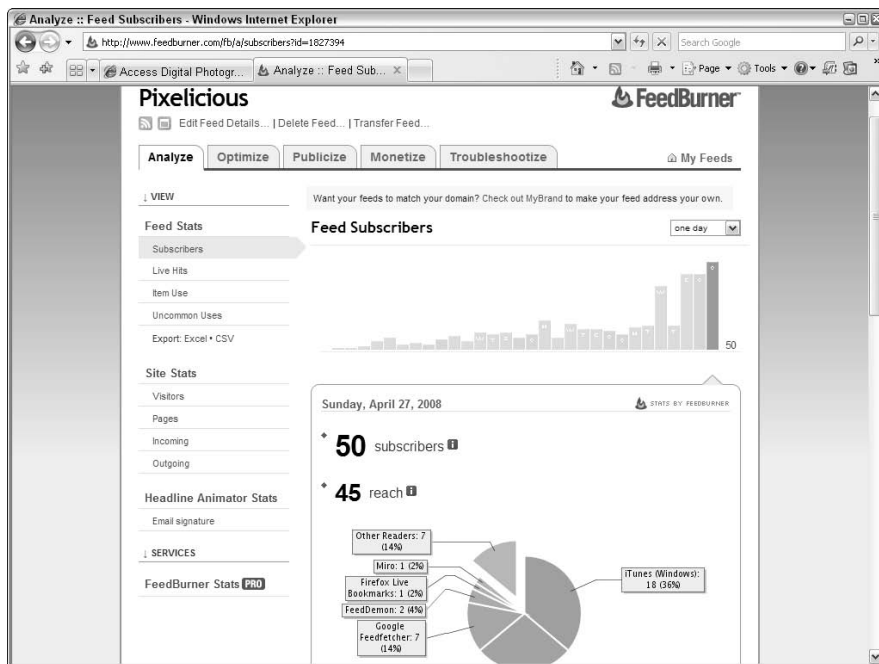 Analyze :: Feed Subscribers - Windows Internet Explorer
http://www.feedburner.com/fb/a/subscribers?id=1827394
Search Google
Access Digital Photogr...
Analyze :: Feed Sub...
Page
Tools
Pixelicious
FeedBurner
Edit Feed Details... | Delete Feed... | Transfer Feed...
Analyze
Optimize
Publicize
Monetize
Troubleshootize
My Feeds
↓ VIEW
Want your feeds to match your domain? Check out MyBrand to make your feed address your own.
Feed Stats
Feed Subscribers
one day
Subscribers
Live Hits
Item Use
Uncommon Uses
Export: Excel • CSV
50
Site Stats
Visitors
Pages
Incoming
Outgoing
Sunday, April 27, 2008
STATS BY FEEDBURNER
50 subscribers
45 reach
Headline Animator Stats
Email signature
↓ SERVICES
FeedBurner Stats PRO
Other Readers: 7
(14%)
Miro: 1 (2%)
Firefox Live
Bookmarks: 1 (2%)
FeedDemon: 2 (4%)
Google
Feedfetcher: 7
(14%)
iTunes (Windows):
18 (36%)